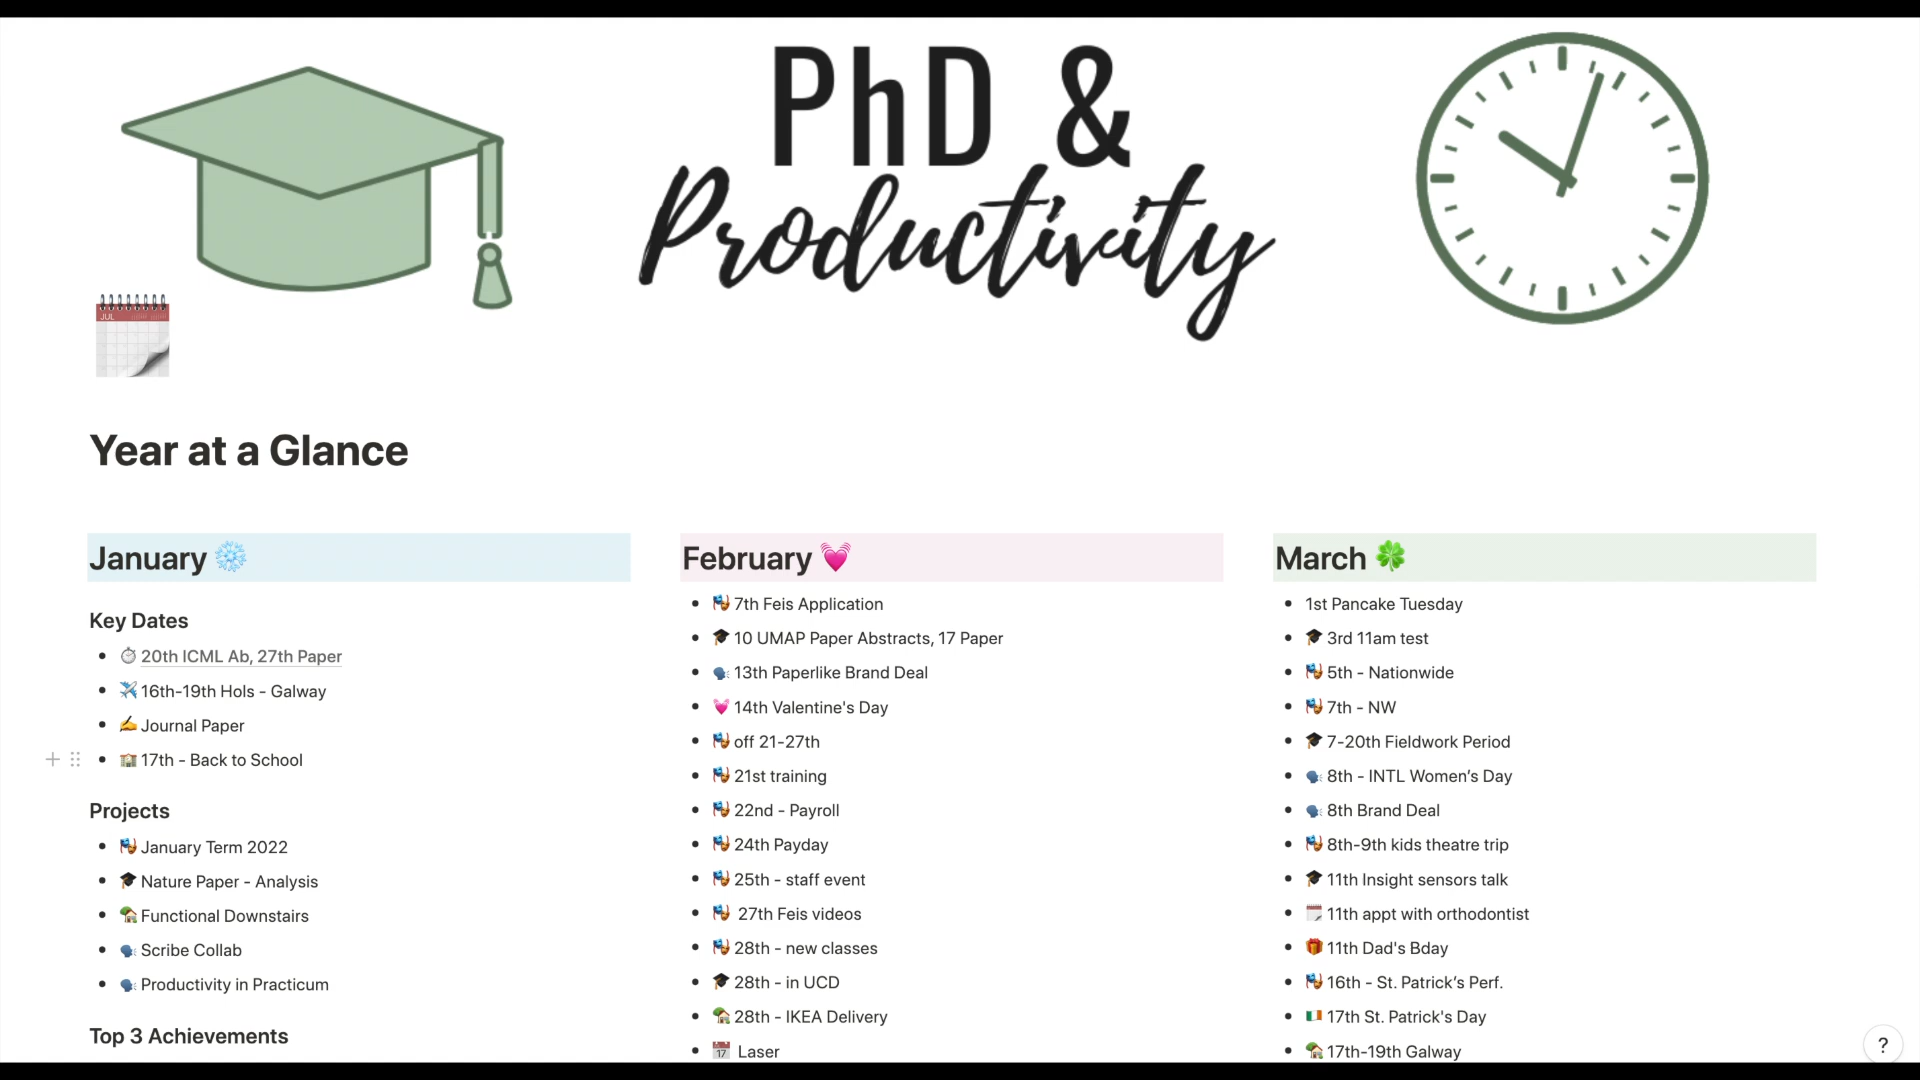 PhD &
Productivity
JUL
Year at a Glance
January ❄️
Key Dates
• ⏱ 20th ICML Ab, 27th Paper
• ✈️ 16th-19th Hols - Galway
• ✍️ Journal Paper
• 🏫 17th - Back to School
Projects
• 🎭 January Term 2022
• 🎓 Nature Paper - Analysis
• 🏡 Functional Downstairs
• 🗣 Scribe Collab
• 🗣 Productivity in Practicum
Top 3 Achievements
February 💓
• 🎭 7th Feis Application
• 🎓 10 UMAP Paper Abstracts, 17 Paper
• 🗣 13th Paperlike Brand Deal
• 💓 14th Valentine's Day
• 🎭 off 21-27th
• 🎭 21st training
• 🎭 22nd - Payroll
• 🎭 24th Payday
• 🎭 25th - staff event
• 🎭 27th Feis videos
• 🎭 28th - new classes
• 🎓 28th - in UCD
• 🏡 28th - IKEA Delivery
• 📅 Laser
March 🍀
• 1st Pancake Tuesday
• 🎓 3rd 11am test
• 🎭 5th - Nationwide
• 🎭 7th - NW
• 🎓 7-20th Fieldwork Period
• 🗣 8th - INTL Women’s Day
• 🗣 8th Brand Deal
• 🎭 8th-9th kids theatre trip
• 🎓 11th Insight sensors talk
• 🗓 11th appt with orthodontist
• 🎁 11th Dad's Bday
• 🎭 16th - St. Patrick’s Perf.
• 🇮🇪 17th St. Patrick's Day
• 🏡 17th-19th Galway
?